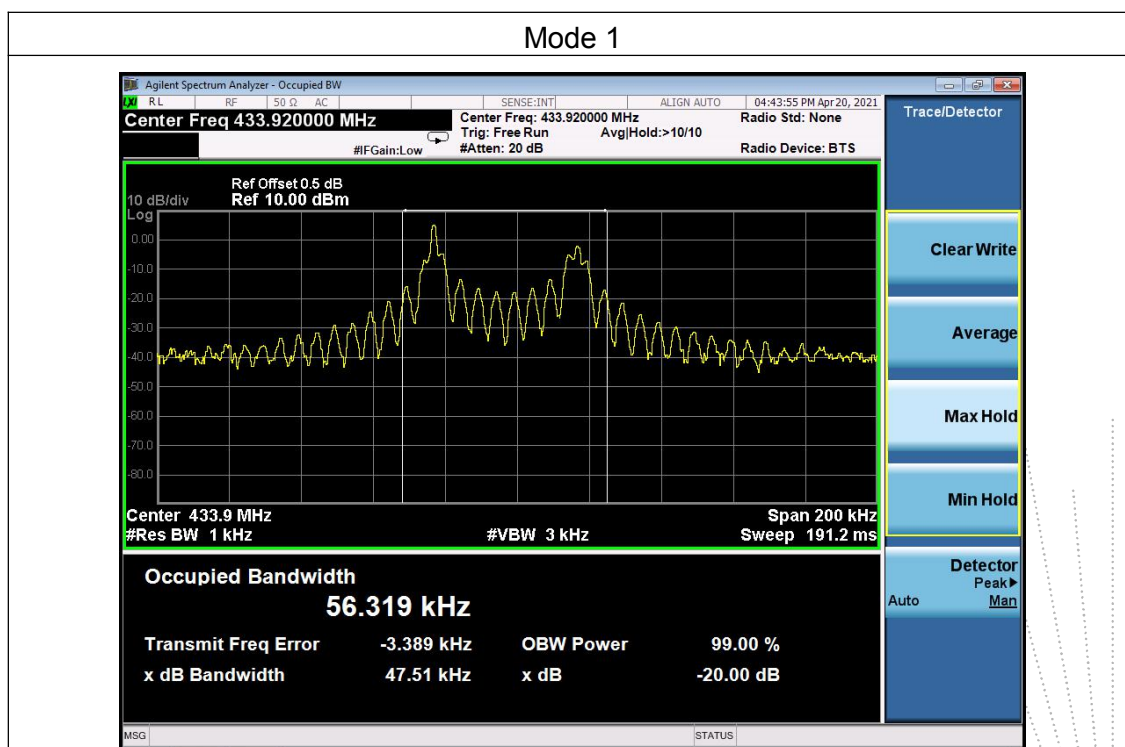 Mode 1
Agilent Spectrum Analyzer - Occupied BW
LXI RL RF 50 Ω AC SENSE:INT ALIGN AUTO 04:43:55 PM Apr 20, 2021
Center Freq 433.920000 MHz
Center Freq: 433.920000 MHz Radio Std: None
Trig: Free Run Avg|Hold:>10/10
#IFGain:Low #Atten: 20 dB Radio Device: BTS
Trace/Detector
Ref Offset 0.5 dB
10 dB/div Ref 10.00 dBm
Log
0.00
-10.0
-20.0
-30.0
-40.0
-50.0
-60.0
-70.0
-80.0
Center 433.9 MHz Span 200 kHz
#Res BW 1 kHz #VBW 3 kHz Sweep 191.2 ms
Clear Write
Average
Max Hold
Min Hold
Detector
Peak▶
Auto Man
Occupied Bandwidth
56.319 kHz
Transmit Freq Error -3.389 kHz OBW Power 99.00 %
x dB Bandwidth 47.51 kHz x dB -20.00 dB
MSG STATUS